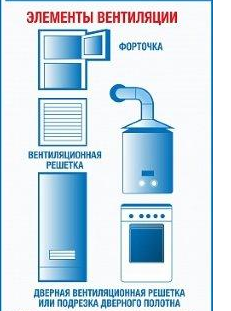 ЭЛЕМЕНТЫ ВЕНТИЛЯЦИИ
ФОРТОЧКА
ВЕНТИЛЯЦИОННАЯ
РЕШЕТКА
ДВЕРНАЯ ВЕНТИЛЯЦИОННАЯ РЕШЕТКА
ИЛИ ПОДРЕЗКА ДВЕРНОГО ПОЛОТНА